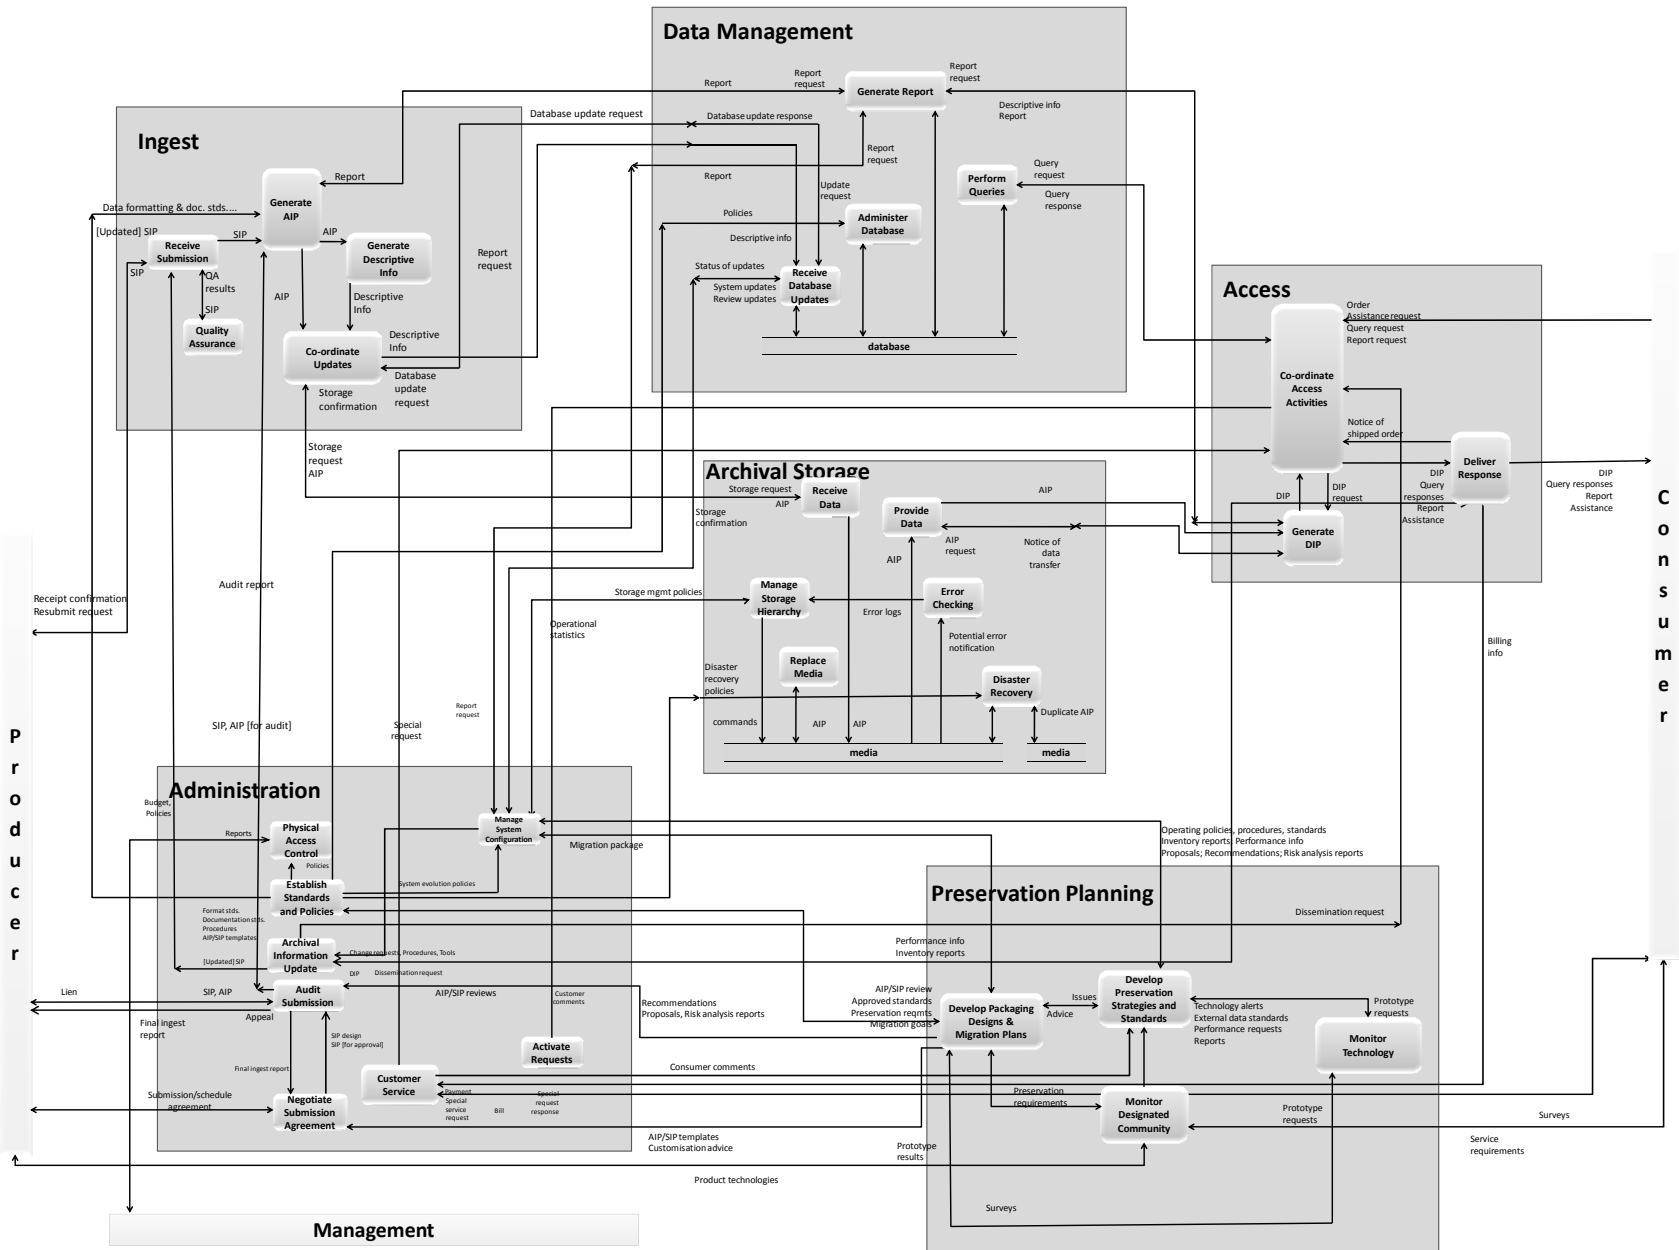 Data Management
Report
request
Report
Report
request
Generate Report
Descriptive info
Report
Database update request
Database update response
Report
request
Report
Query
request
Perform
Queries
Query
response
Update
request
Policies
Administer
Database
Descriptive info
Status of updates
System updates
Review updates
Receive
Database
Updates
database
Ingest
Report
Generate
AIP
Data formatting & doc. stds....
[Updated] SIP
SIP
AIP
Receive
Submission
SIP
Generate
Descriptive
Info
Report
request
QA
results
AIP
Descriptive
Info
SIP
Quality
Assurance
Co-ordinate
Updates
Descriptive
Info
Database
update
request
Storage
confirmation
Storage
request
AIP
Access
Order
Assistance request
Query request
Report request
Co-ordinate
Access
Activities
Notice of
shipped order
Deliver
Response
DIP
Query
responses
Report
Assistance
DIP
request
DIP
Generate
DIP
DIP
Query responses
Report
Assistance
Archival Storage
Storage request
AIP
Receive
Data
AIP
Storage
confirmation
Provide
Data
AIP
request
Notice of
data
transfer
AIP
Storage mgmt policies
Manage
Storage
Hierarchy
Error
Checking
Error logs
Operational
statistics
Potential error
notification
Replace
Media
Disaster
recovery
policies
Disaster
Recovery
Duplicate AIP
commands
AIP
AIP
media
media
Consumer
Billing
info
Producer
Receipt confirmation
Resubmit request
Audit report
SIP, AIP [for audit]
Special
request
Report
request
Administration
Budget,
Policies
Reports
Physical
Access
Control
Policies
Manage
System
Configuration
Migration package
Establish
Standards
and Policies
System evolution policies
Format stds.
Documentation stds.
Procedures
AIP/SIP templates
Archival
Information
Update
Change requests, Procedures, Tools
[Updated] SIP
DIP
Dissemination request
Audit
Submission
Lien
SIP, AIP
Appeal
AIP/SIP reviews
Customer
comments
Final ingest
report
SIP design
SIP [for approval]
Activate
Requests
Final ingest report
Customer
Service
Payment
Special
service
request
Bill
Special
request
response
Submission/schedule
agreement
Negotiate
Submission
Agreement
Operating policies, procedures, standards
Inventory reports; Performance info
Proposals; Recommendations; Risk analysis reports
Preservation Planning
Dissemination request
Performance info
Inventory reports
Recommendations
Proposals, Risk analysis reports
AIP/SIP review
Approved standards
Preservation reqmts
Migration goals
Develop Packaging
Designs &
Migration Plans
Issues
Advice
Develop
Preservation
Strategies and
Standards
Technology alerts
External data standards
Performance requests
Reports
Prototype
requests
Monitor
Technology
Consumer comments
Preservation
requirements
Monitor
Designated
Community
Prototype
requests
Surveys
Service
requirements
AIP/SIP templates
Customisation advice
Prototype
results
Product technologies
Surveys
Management